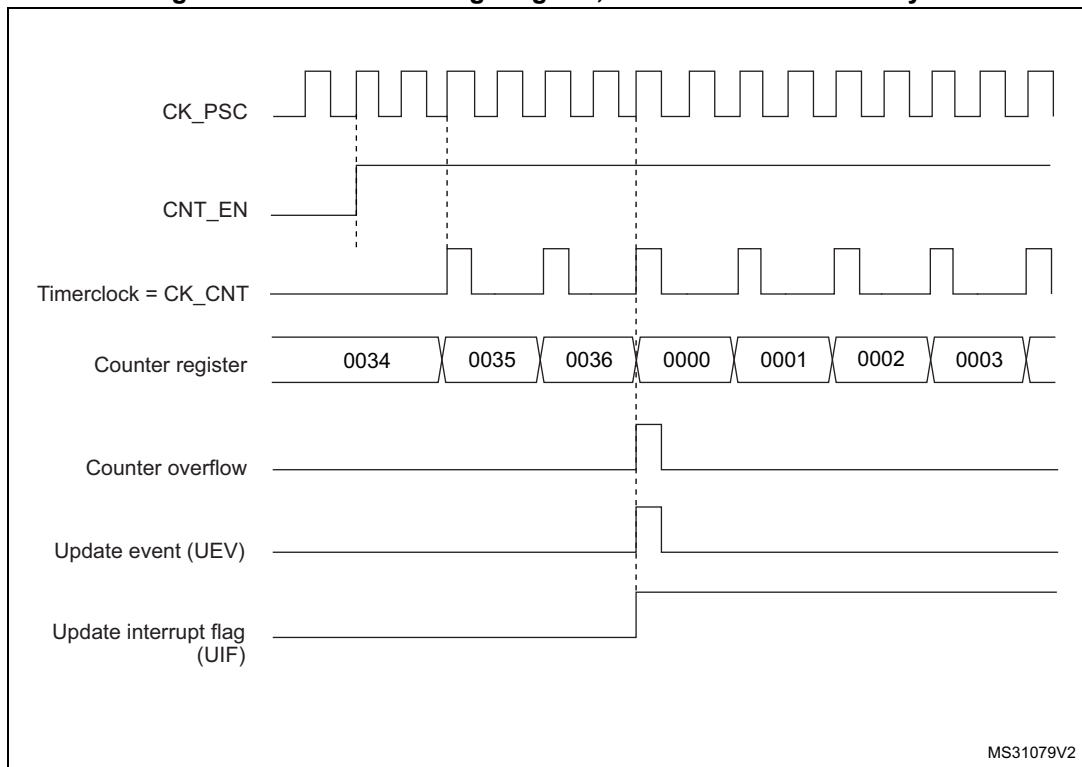 CK_PSC
CNT_EN
Timerclock = CK_CNT
Counter register
0034 0035 0036 0000 0001 0002 0003
Counter overflow
Update event (UEV)
Update interrupt flag
(UIF)
MS31079V2